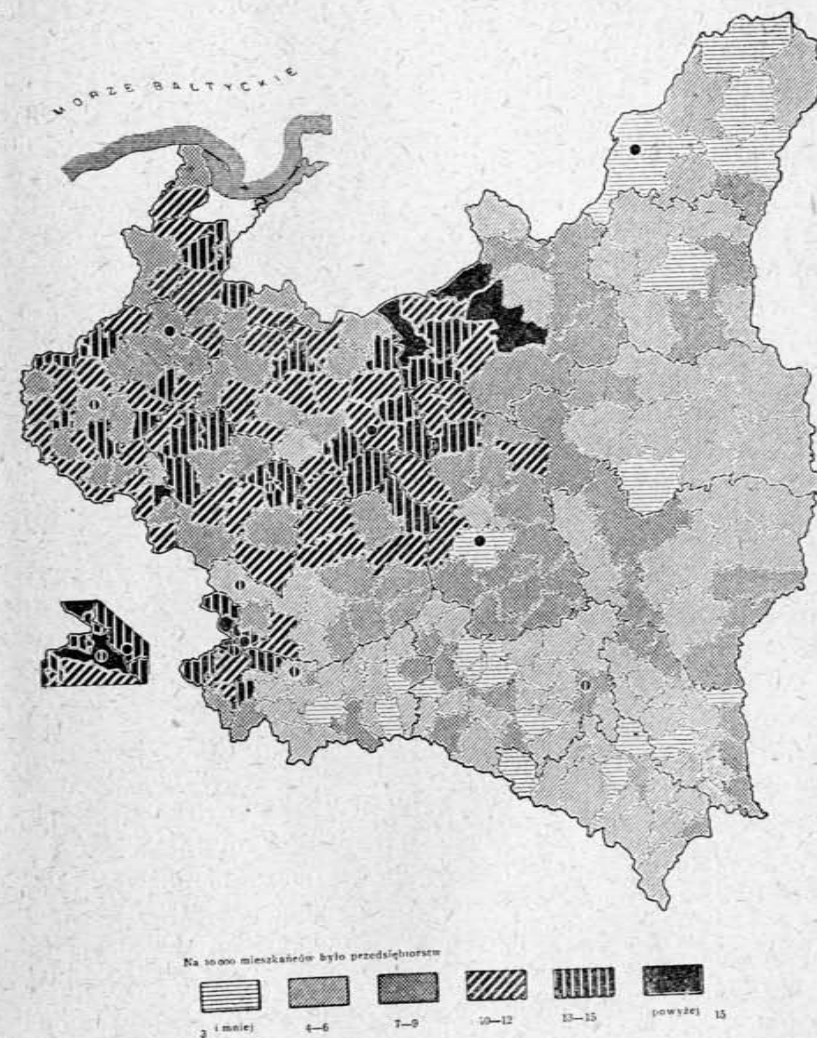 MORZE BAŁTYCKIE
Na 10 000 mieszkańców było przedsiębiorstw
3 i mniej 4—6 7—9 10—12 13—15 powyżej 15